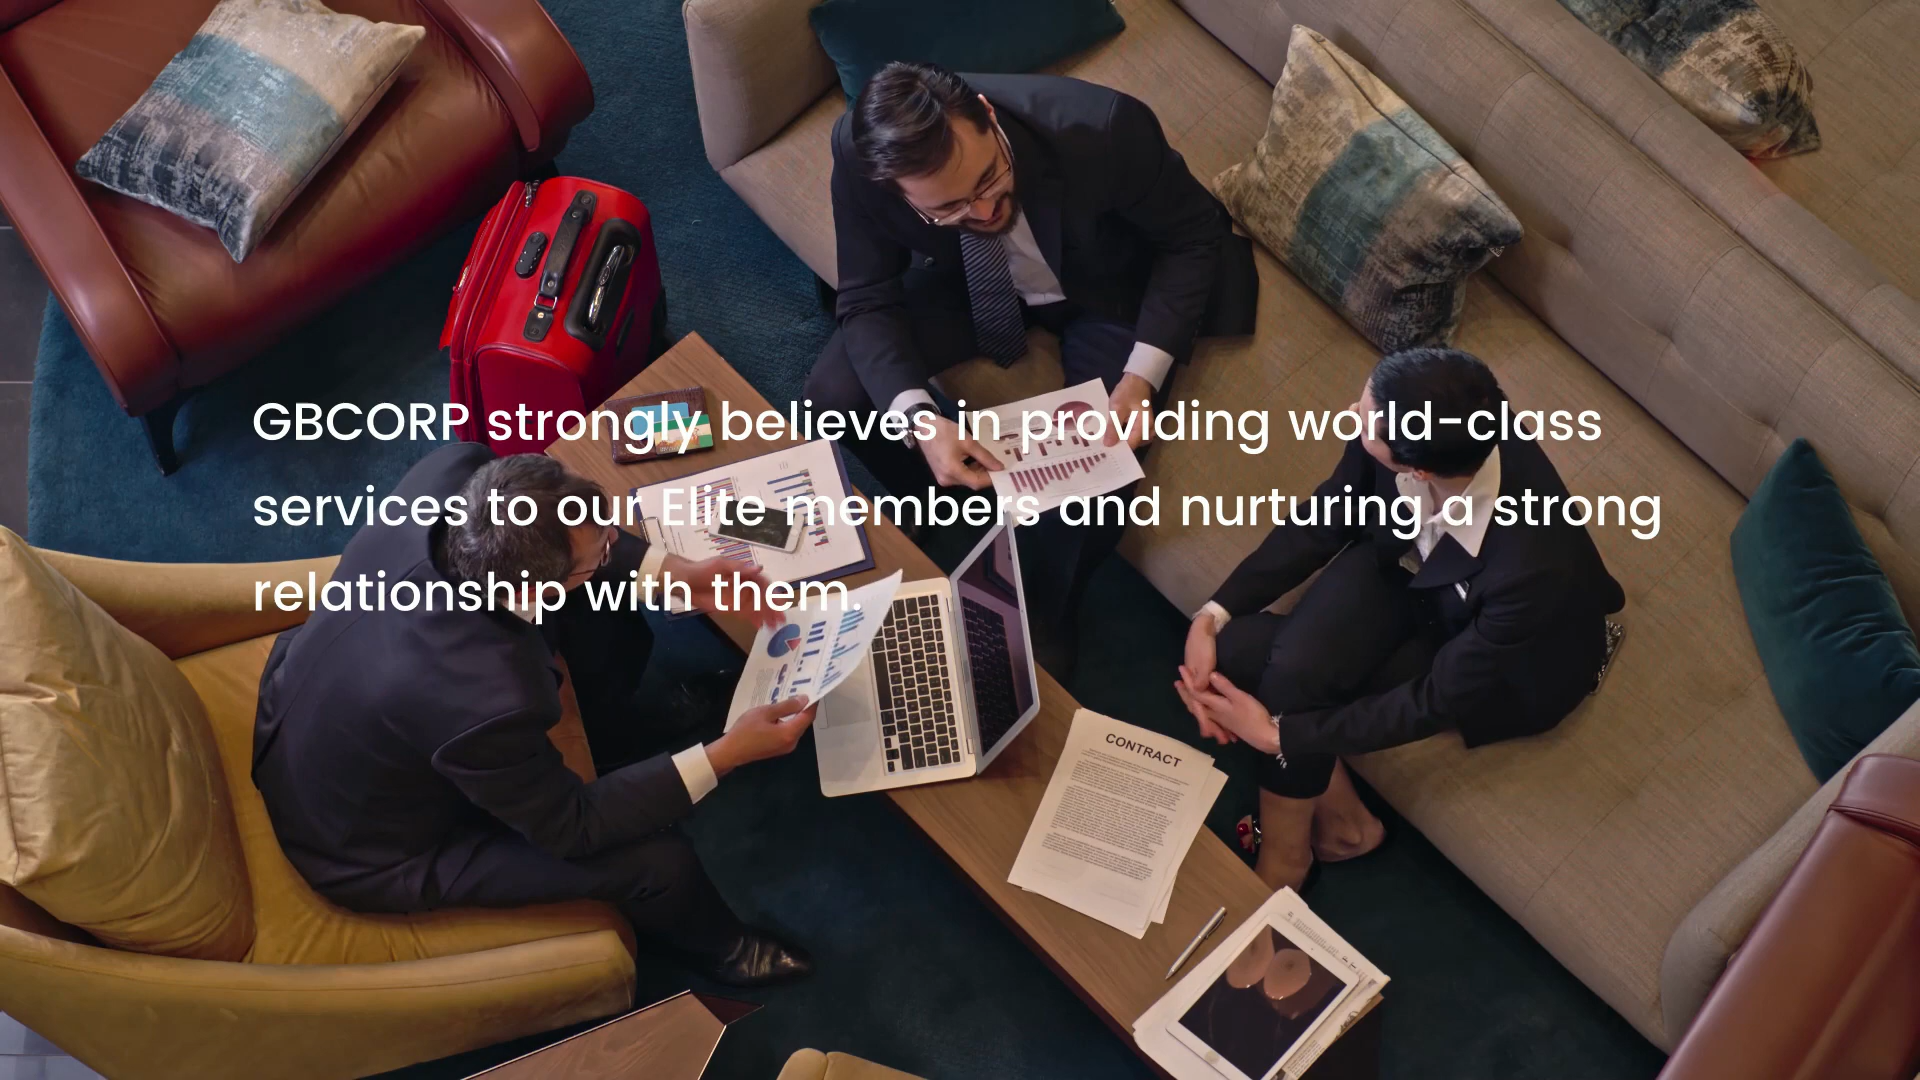 GBCORP strongly believes in providing world-class
services to our Elite members and nurturing a strong
relationship with them.
CONTRACT